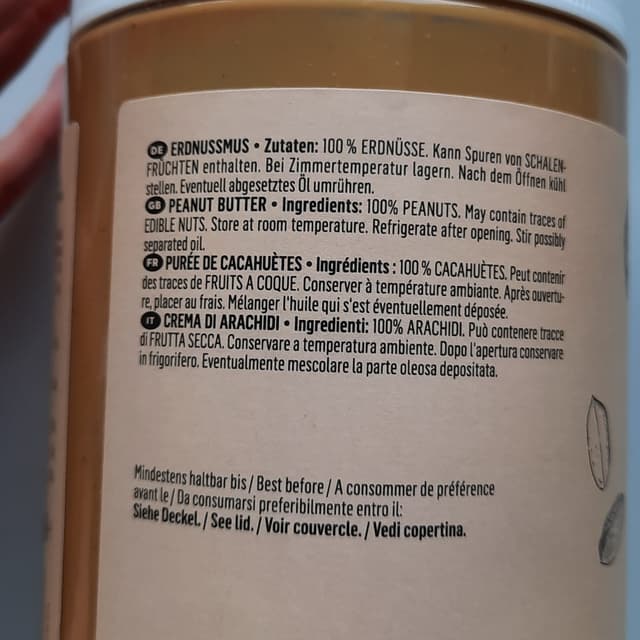 DE ERDNUSSMUS • Zutaten: 100 % ERDNÜSSE. Kann Spuren von SCHALEN-
FRÜCHTEN enthalten. Bei Zimmertemperatur lagern. Nach dem Öffnen kühl
stellen. Eventuell abgesetztes Öl umrühren.
GB PEANUT BUTTER • Ingredients: 100% PEANUTS. May contain traces of
EDIBLE NUTS. Store at room temperature. Refrigerate after opening. Stir possibly
separated oil.
FR PURÉE DE CACAHUÈTES • Ingrédients : 100 % CACAHUÈTES. Peut contenir
des traces de FRUITS A COQUE. Conserver à température ambiante. Après ouvertu-
re, placer au frais. Mélanger l'huile qui s'est éventuellement déposée.
IT CREMA DI ARACHIDI • Ingredienti: 100% ARACHIDI. Può contenere tracce
di FRUTTA SECCA. Conservare a temperatura ambiente. Dopo l'apertura conservare
in frigorifero. Eventualmente mescolare la parte oleosa depositata.
Mindestens haltbar bis / Best before / A consommer de préférence
avant le / Da consumarsi preferibilmente entro il:
Siehe Deckel. / See lid. / Voir couvercle. / Vedi copertina.